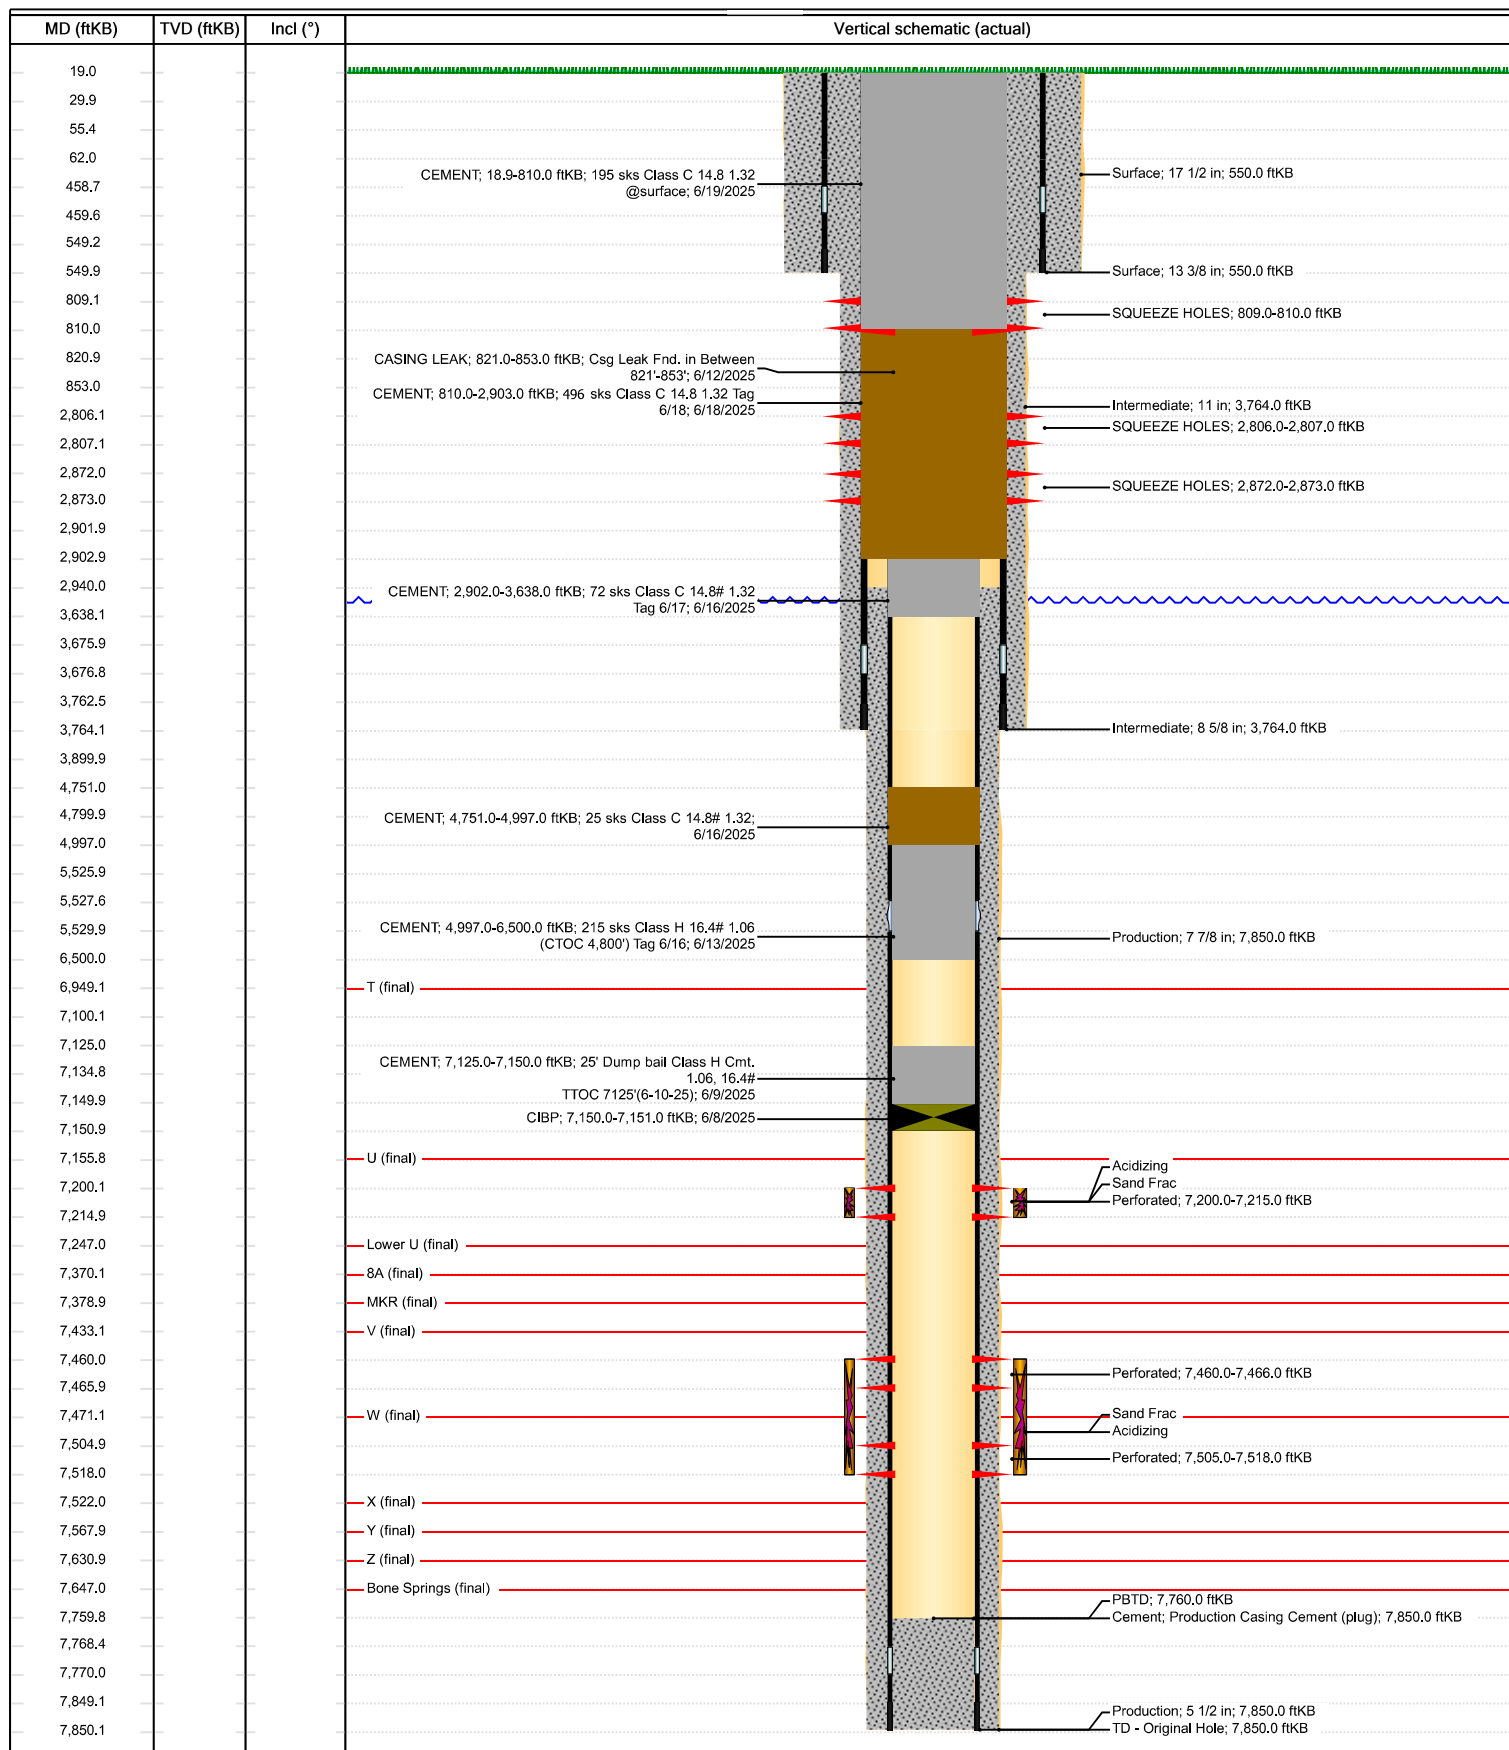 MD (ftKB)
TVD (ftKB)
Incl (°)
Vertical schematic (actual)
19.0
29.9
55.4
62.0
458.7
459.6
549.2
549.9
809.1
810.0
820.9
853.0
2,806.1
2,807.1
2,872.0
2,873.0
2,901.9
2,902.9
2,940.0
3,638.1
3,675.9
3,676.8
3,762.5
3,764.1
3,899.9
4,751.0
4,799.9
4,997.0
5,525.9
5,527.6
5,529.9
6,500.0
6,949.1
7,100.1
7,125.0
7,134.8
7,149.9
7,150.9
7,155.8
7,200.1
7,214.9
7,247.0
7,370.1
7,378.9
7,433.1
7,460.0
7,465.9
7,471.1
7,504.9
7,518.0
7,522.0
7,567.9
7,630.9
7,647.0
7,759.8
7,768.4
7,770.0
7,849.1
7,850.1
CEMENT; 18.9-810.0 ftKB; 195 sks Class C 14.8 1.32
@surface; 6/19/2025
CASING LEAK; 821.0-853.0 ftKB; Csg Leak Fnd. in Between
821'-853'; 6/12/2025
CEMENT; 810.0-2,903.0 ftKB; 496 sks Class C 14.8 1.32 Tag
6/18; 6/18/2025
CEMENT; 2,902.0-3,638.0 ftKB; 72 sks Class C 14.8# 1.32
Tag 6/17; 6/16/2025
CEMENT; 4,751.0-4,997.0 ftKB; 25 sks Class C 14.8# 1.32;
6/16/2025
CEMENT; 4,997.0-6,500.0 ftKB; 215 sks Class H 16.4# 1.06
(CTOC 4,800') Tag 6/16; 6/13/2025
T (final)
CEMENT; 7,125.0-7,150.0 ftKB; 25' Dump bail Class H Cmt.
1.06, 16.4#
TTOC 7125'(6-10-25); 6/9/2025
CIBP; 7,150.0-7,151.0 ftKB; 6/8/2025
U (final)
Lower U (final)
8A (final)
MKR (final)
V (final)
W (final)
X (final)
Y (final)
Z (final)
Bone Springs (final)
Surface; 17 1/2 in; 550.0 ftKB
Surface; 13 3/8 in; 550.0 ftKB
SQUEEZE HOLES; 809.0-810.0 ftKB
Intermediate; 11 in; 3,764.0 ftKB
SQUEEZE HOLES; 2,806.0-2,807.0 ftKB
SQUEEZE HOLES; 2,872.0-2,873.0 ftKB
Intermediate; 8 5/8 in; 3,764.0 ftKB
Production; 7 7/8 in; 7,850.0 ftKB
Acidizing
Sand Frac
Perforated; 7,200.0-7,215.0 ftKB
Perforated; 7,460.0-7,466.0 ftKB
Sand Frac
Acidizing
Perforated; 7,505.0-7,518.0 ftKB
PBTD; 7,760.0 ftKB
Cement; Production Casing Cement (plug); 7,850.0 ftKB
Production; 5 1/2 in; 7,850.0 ftKB
TD - Original Hole; 7,850.0 ftKB